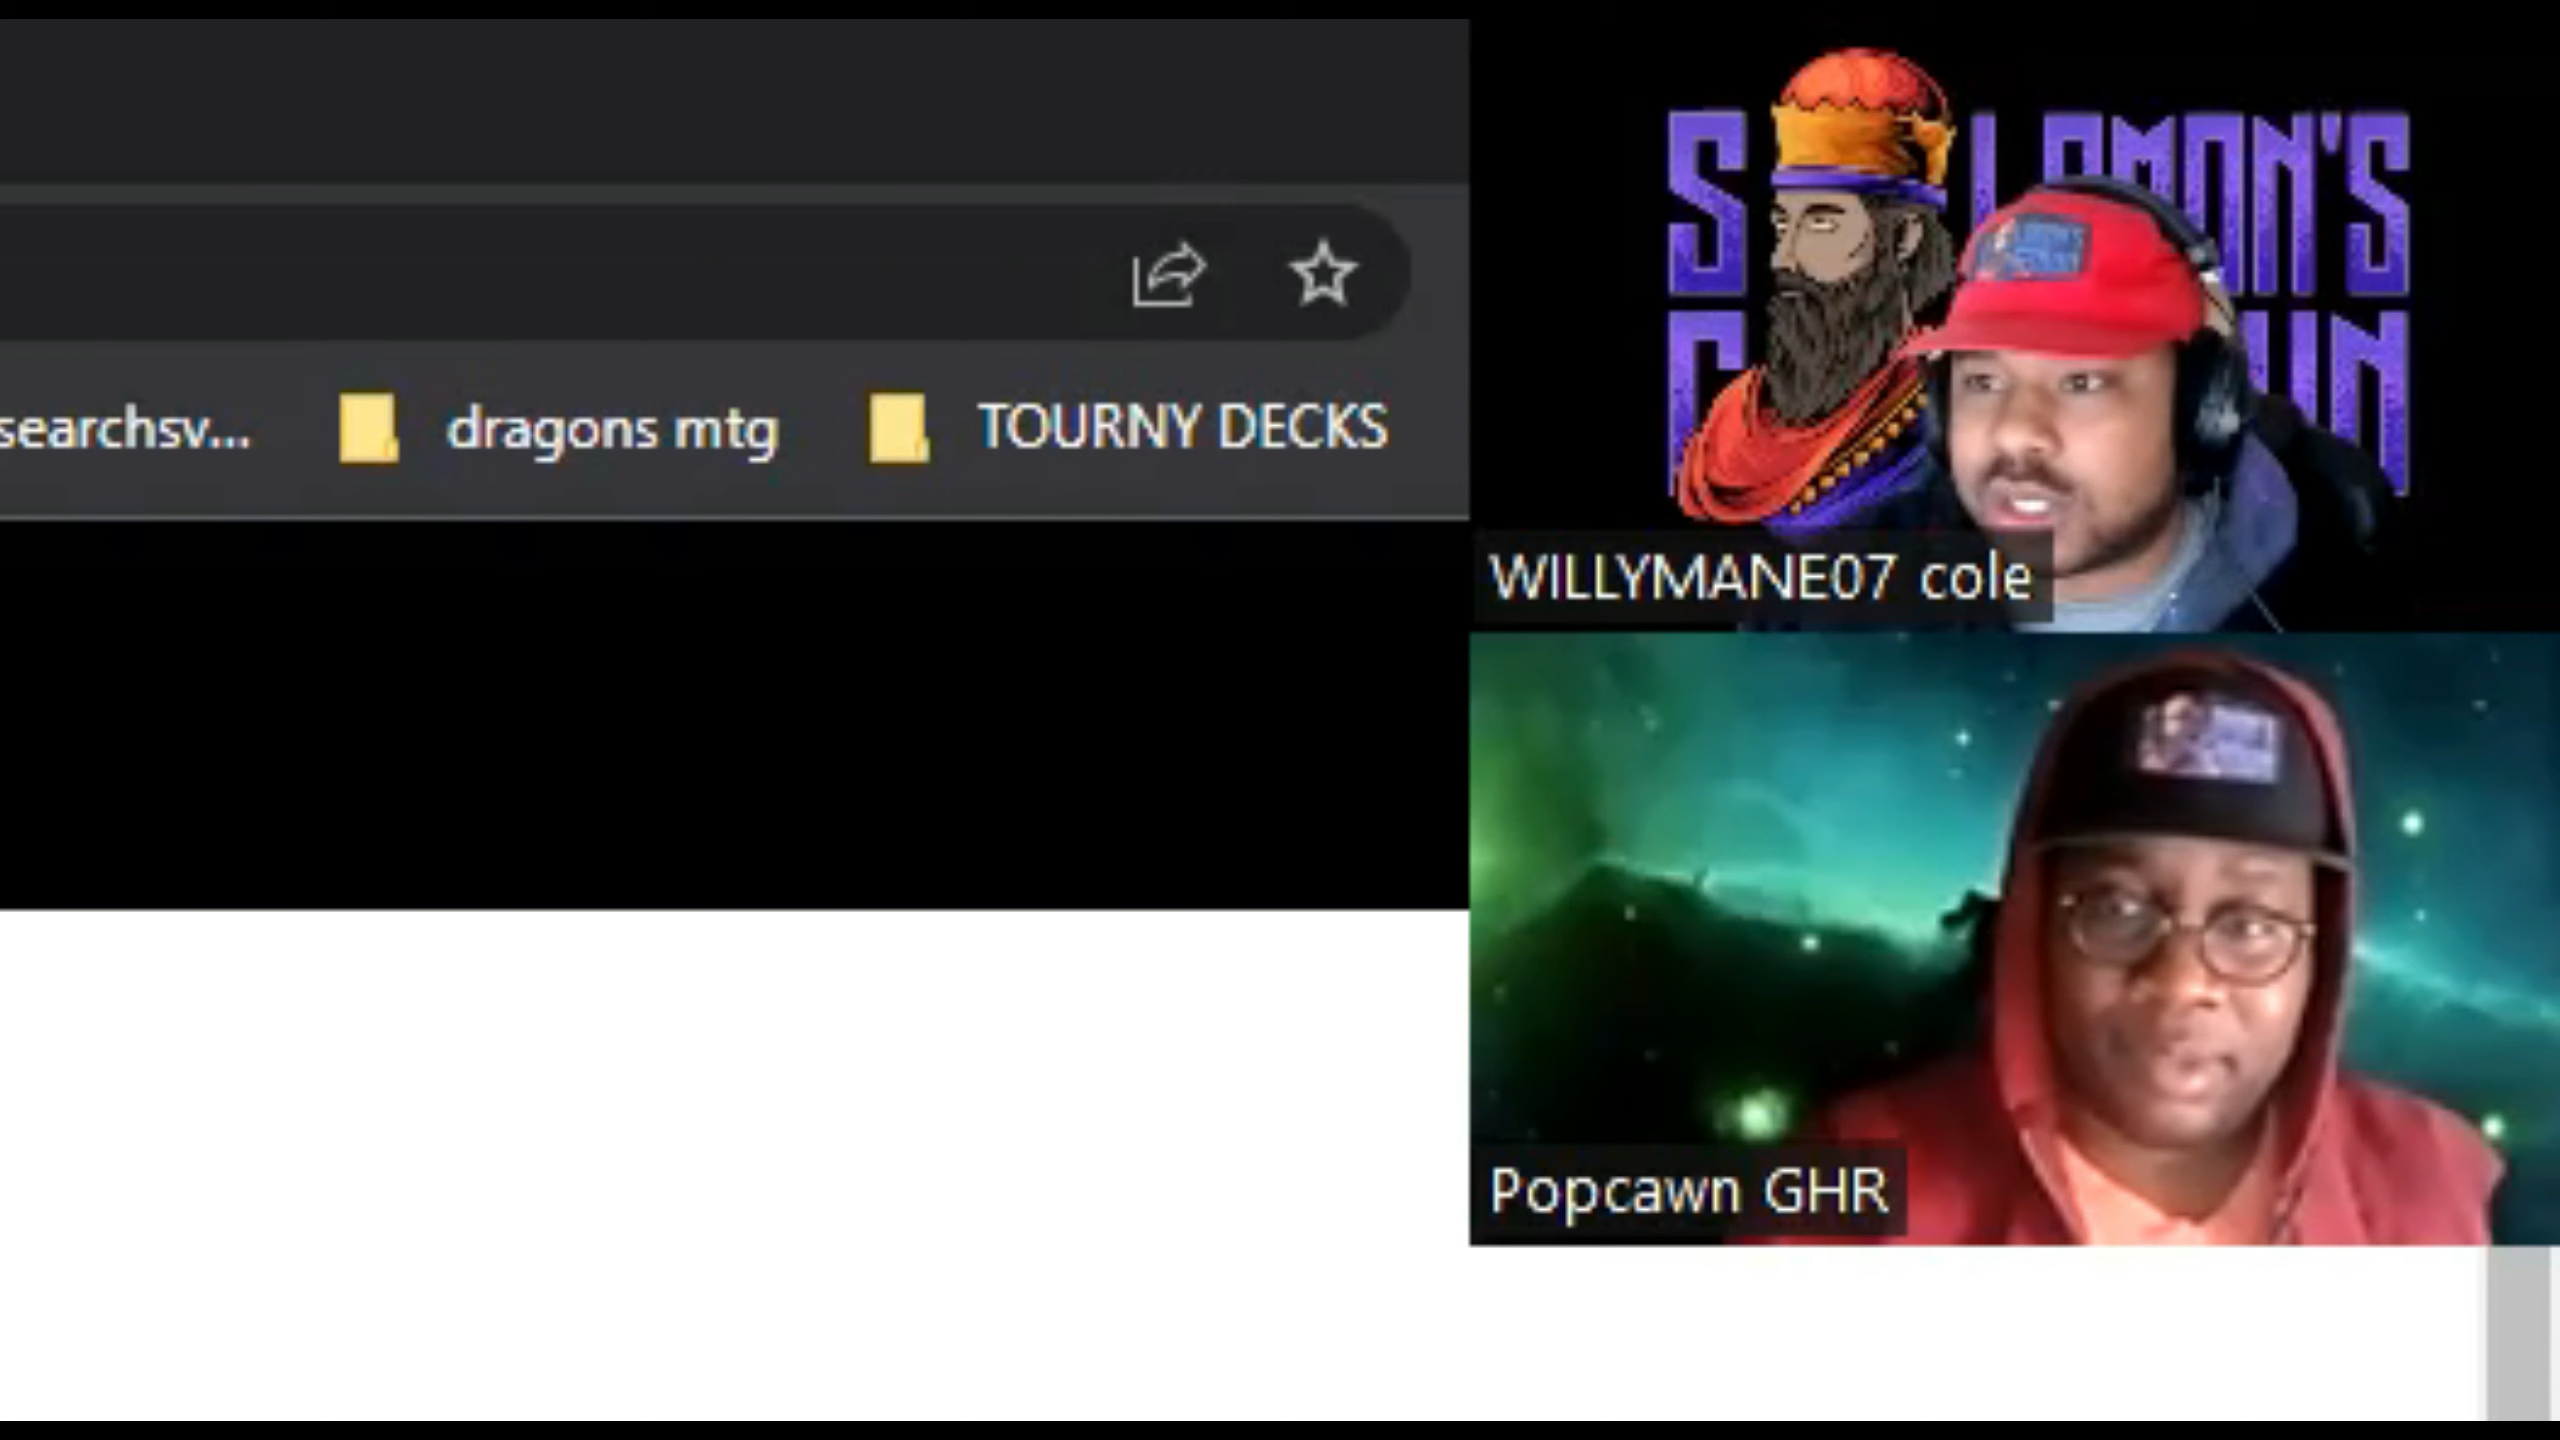 searchsv...
dragons mtg
TOURNY DECKS
WILLYMANE07 cole
Popcawn GHR